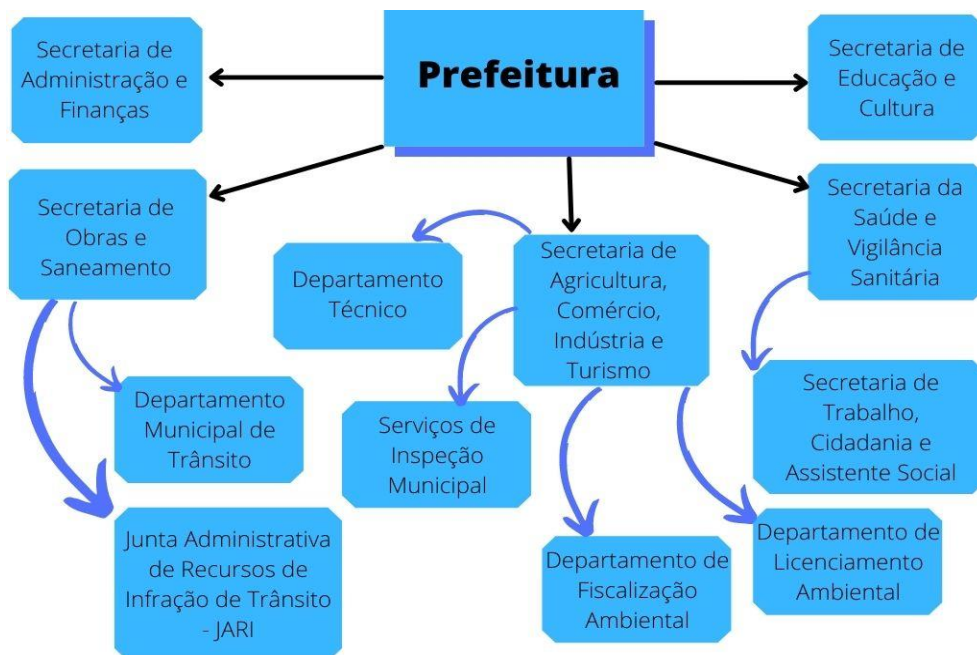 Prefeitura
Secretaria de
Administração e
Finanças
Secretaria de
Educação e
Cultura
Secretaria de
Obras e
Saneamento
Departamento
Técnico
Secretaria de
Agricultura,
Comércio,
Indústria e
Turismo
Secretaria da
Saúde e
Vigilância
Sanitária
Departamento
Municipal de
Trânsito
Serviços de
Inspeção
Municipal
Secretaria de
Trabalho,
Cidadania e
Assistente Social
Junta Administrativa
de Recursos de
Infração de Trânsito
- JARI
Departamento de
Fiscalização
Ambiental
Departamento de
Licenciamento
Ambiental